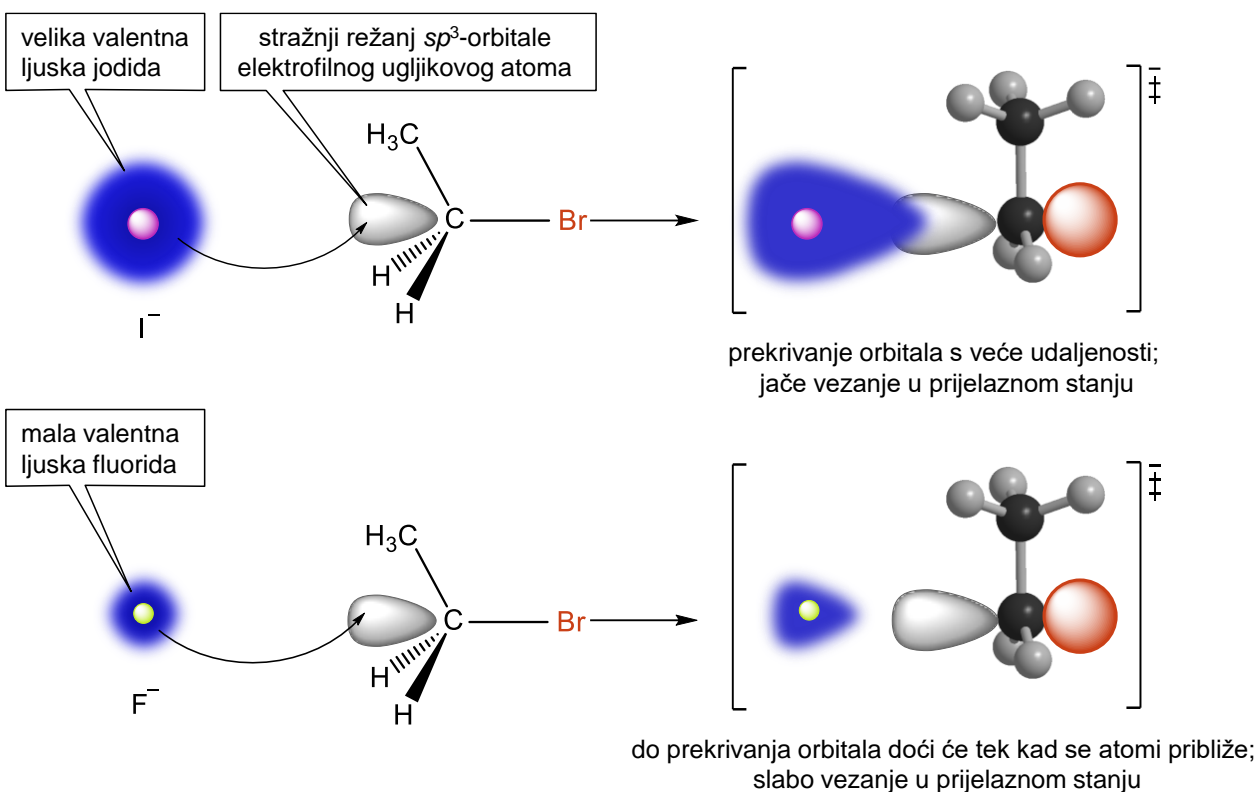 velika valentna
ljuska jodida
stražnji režanj sp³-orbitale
elektrofilnog ugljikovog atoma
H₃C
C
Br
H
H
I⁻
‡⁻
prekrivanje orbitala s veće udaljenosti;
jače vezanje u prijelaznom stanju
mala valentna
ljuska fluorida
H₃C
C
Br
H
H
F⁻
‡⁻
do prekrivanja orbitala doći će tek kad se atomi približe;
slabo vezanje u prijelaznom stanju